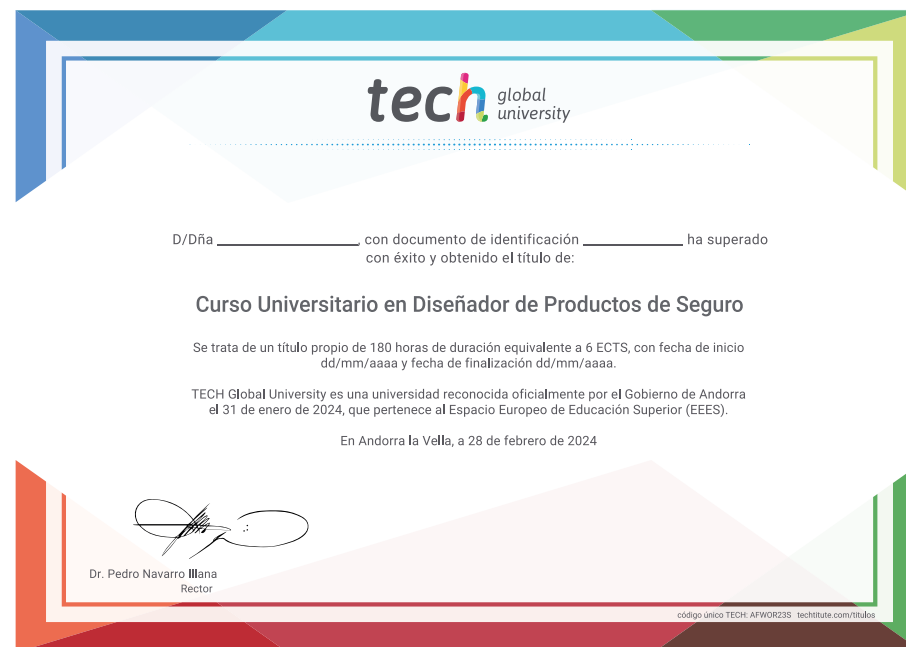 tech global university
D/Dña ______________, con documento de identificación __________ ha superado
con éxito y obtenido el título de:
Curso Universitario en Diseñador de Productos de Seguro
Se trata de un título propio de 180 horas de duración equivalente a 6 ECTS, con fecha de inicio
dd/mm/aaaa y fecha de finalización dd/mm/aaaa.
TECH Global University es una universidad reconocida oficialmente por el Gobierno de Andorra
el 31 de enero de 2024, que pertenece al Espacio Europeo de Educación Superior (EEES).
En Andorra la Vella, a 28 de febrero de 2024
Dr. Pedro Navarro Illana
Rector
código único TECH: AFWOR23S techtitute.com/titulos